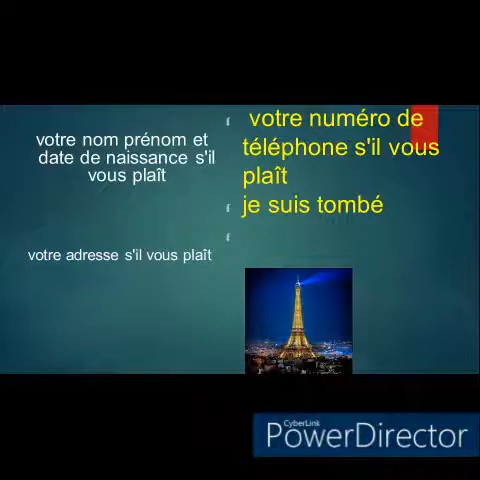 votre nom prénom et
date de naissance s'il
vous plaît
votre adresse s'il vous plaît
votre numéro de
téléphone s'il vous
plaît
je suis tombé
CyberLink
PowerDirector